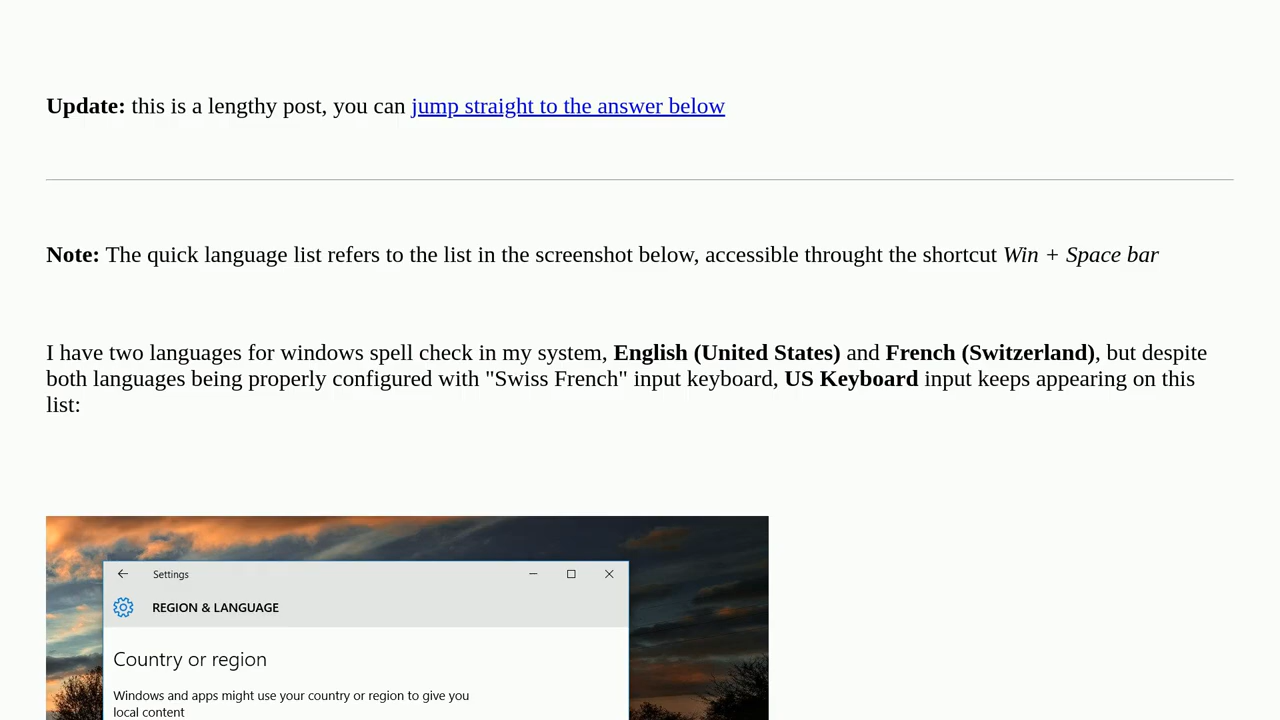 Update: this is a lengthy post, you can jump straight to the answer below
Note: The quick language list refers to the list in the screenshot below, accessible throught the shortcut Win + Space bar
I have two languages for windows spell check in my system, English (United States) and French (Switzerland), but despite
both languages being properly configured with "Swiss French" input keyboard, US Keyboard input keeps appearing on this
list:
Settings
REGION & LANGUAGE
Country or region
Windows and apps might use your country or region to give you
local content